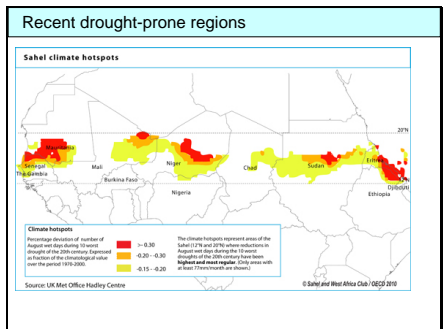 Recent drought-prone regions
Sahel climate hotspots
20°N
Mauritania
Senegal
The Gambia
Mali
Burkina Faso
Niger
Nigeria
Chad
Sudan
Eritrea
Djibouti
Ethiopia
Climate hotspots
Percentage deviation of number of
August wet days during 10 worst
drought of the 20th century. Expressed
as fraction of the climatological value
over the period 1970-2000.
>- 0.30
-0.20 - -0.30
-0.15 - -0.20
The climate hotspots represent areas of the
Sahel (12°N and 20°N) where reductions in
August wet days during the 10 worst
droughts of the 20th century have been
highest and most regular. (Only areas with
at least 77mm/month are shown.)
Source: UK Met Office Hadley Centre
© Sahel and West Africa Club / OECD 2010